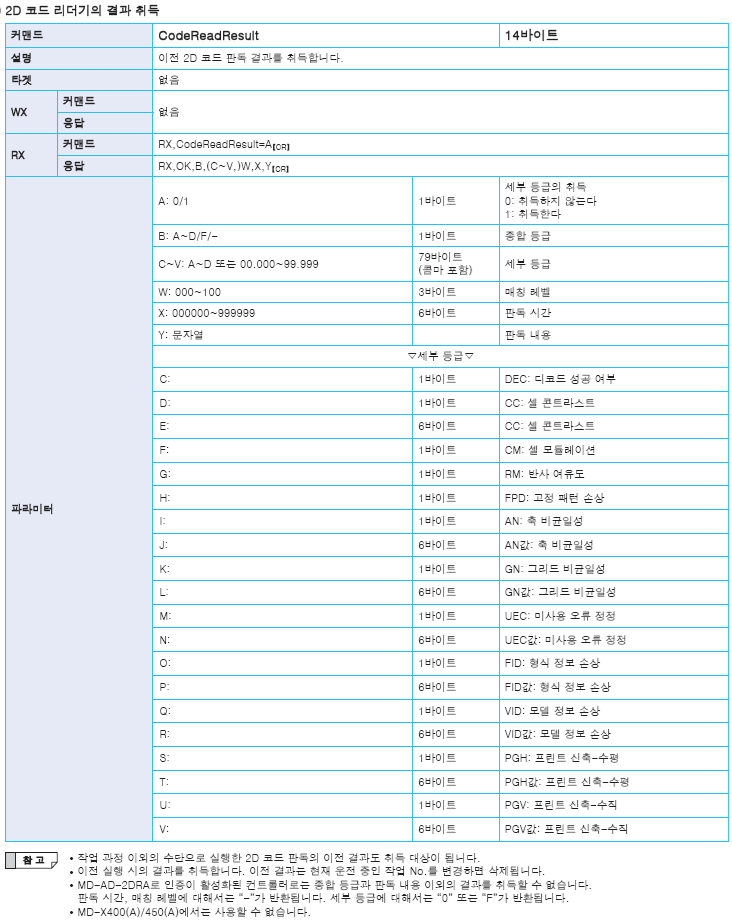 2D 코드 리더기의 결과 취득
커맨드 CodeReadResult 14바이트
설명 이전 2D 코드 판독 결과를 취득합니다.
타겟 없음
WX 커맨드 없음
응답
RX 커맨드 RX,CodeReadResult=A【CR】
응답 RX,OK,B,(C~V,)W,X,Y【CR】
파라미터
A: 0/1 1바이트 세부 등급의 취득
0: 취득하지 않는다
1: 취득한다
B: A~D/F/- 1바이트 종합 등급
C~V: A~D 또는 00.000~99.999 79바이트 세부 등급
(콤마 포함)
W: 000~100 3바이트 매칭 레벨
X: 000000~999999 6바이트 판독 시간
Y: 문자열 판독 내용
▽세부 등급▽
C: 1바이트 DEC: 디코드 성공 여부
D: 1바이트 CC: 셀 콘트라스트
E: 6바이트 CC: 셀 콘트라스트
F: 1바이트 CM: 셀 모듈레이션
G: 1바이트 RM: 반사 여유도
H: 1바이트 FPD: 고정 패턴 손상
I: 1바이트 AN: 축 비균일성
J: 6바이트 AN값: 축 비균일성
K: 1바이트 GN: 그리드 비균일성
L: 6바이트 GN값: 그리드 비균일성
M: 1바이트 UEC: 미사용 오류 정정
N: 6바이트 UEC값: 미사용 오류 정정
O: 1바이트 FID: 형식 정보 손상
P: 6바이트 FID값: 형식 정보 손상
Q: 1바이트 VID: 모델 정보 손상
R: 6바이트 VID값: 모델 정보 손상
S: 1바이트 PGH: 프린트 신축-수평
T: 6바이트 PGH값: 프린트 신축-수평
U: 1바이트 PGV: 프린트 신축-수직
V: 6바이트 PGV값: 프린트 신축-수직
참 고 • 작업 과정 이외의 수단으로 실행한 2D 코드 판독의 이전 결과도 취득 대상이 됩니다.
• 이전 실행 시의 결과를 취득합니다. 이전 결과는 현재 운전 중인 작업 No.를 변경하면 삭제됩니다.
• MD-AD-2DRA로 인증이 활성화된 컨트롤러로는 종합 등급과 판독 내용 이외의 결과를 취득할 수 없습니다.
판독 시간, 매칭 레벨에 대해서는 "-"가 반환됩니다. 세부 등급에 대해서는 "0" 또는 "F"가 반환됩니다.
• MD-X400(A)/450(A)에서는 사용할 수 없습니다.